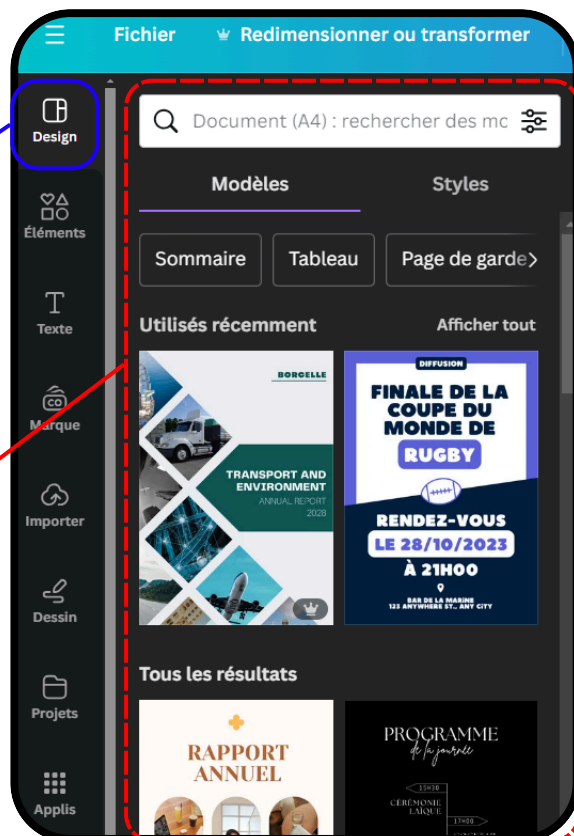 Fichier
Redimensionner ou transformer
Design
Éléments
Texte
Marque
Importer
Dessin
Projets
Applis
Document (A4) : rechercher des mc
Modèles
Styles
Sommaire
Tableau
Page de garde
Utilisés récemment
Afficher tout
BORCELLE
TRANSPORT AND
ENVIRONMENT
ANNUAL REPORT
2028
DIFFUSION
FINALE DE LA
COUPE DU
MONDE DE
RUGBY
RENDEZ-VOUS
LE 28/10/2023
À 21H00
BAR DE LA MARINE
123 ANYWHERE ST., ANY CITY
Tous les résultats
RAPPORT
ANNUEL
PROGRAMME
de la journée
15H30
CÉRÉMONIE
LAÏQUE
17H00